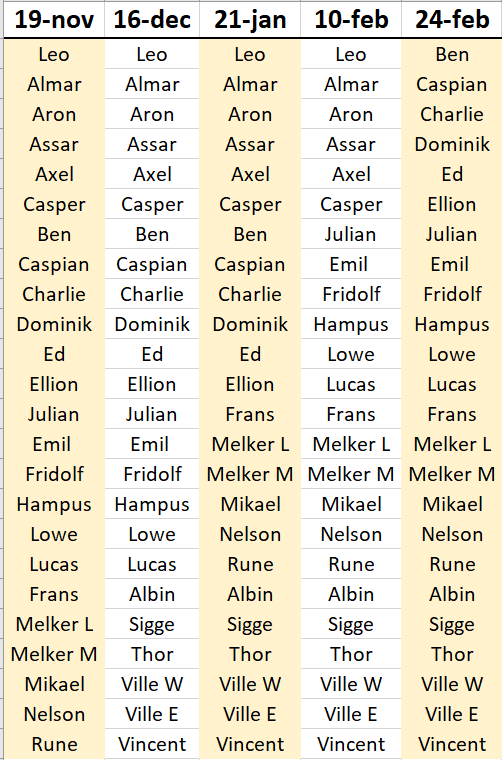 19-nov 16-dec 21-jan 10-feb 24-feb
Leo Leo Leo Leo Ben
Almar Almar Almar Almar Caspian
Aron Aron Aron Aron Charlie
Assar Assar Assar Assar Dominik
Axel Axel Axel Axel Ed
Casper Casper Casper Casper Ellion
Ben Ben Ben Julian Julian
Caspian Caspian Caspian Emil Emil
Charlie Charlie Charlie Fridolf Fridolf
Dominik Dominik Dominik Hampus Hampus
Ed Ed Ed Lowe Lowe
Ellion Ellion Ellion Lucas Lucas
Julian Julian Frans Frans Frans
Emil Emil Melker L Melker L Melker L
Fridolf Fridolf Melker M Melker M Melker M
Hampus Hampus Mikael Mikael Mikael
Lowe Lowe Nelson Nelson Nelson
Lucas Lucas Rune Rune Rune
Frans Albin Albin Albin Albin
Melker L Sigge Sigge Sigge Sigge
Melker M Thor Thor Thor Thor
Mikael Ville W Ville W Ville W Ville W
Nelson Ville E Ville E Ville E Ville E
Rune Vincent Vincent Vincent Vincent